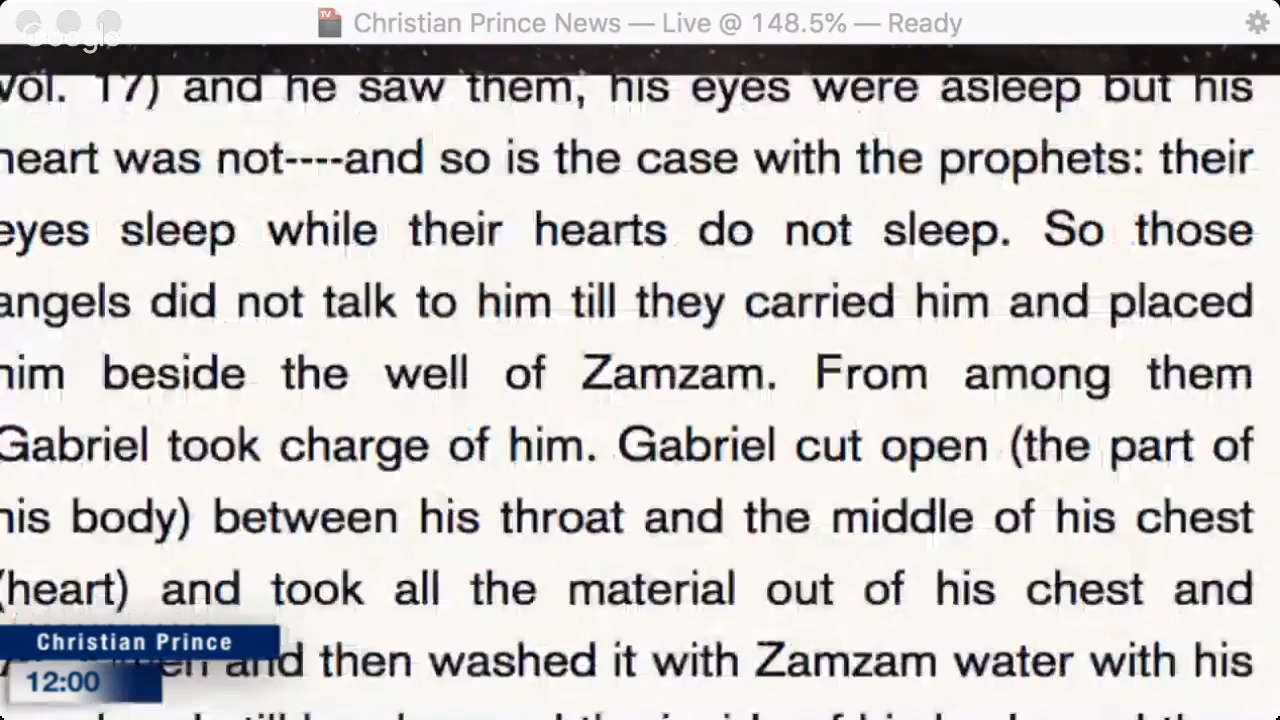 Christian Prince News — Live @ 148.5% — Ready
Google
Vol. 17) and he saw them, his eyes were asleep but his
heart was not----and so is the case with the prophets: their
eyes sleep while their hearts do not sleep. So those
angels did not talk to him till they carried him and placed
him beside the well of Zamzam. From among them
Gabriel took charge of him. Gabriel cut open (the part of
his body) between his throat and the middle of his chest
(heart) and took all the material out of his chest and
and then washed it with Zamzam water with his
Christian Prince
12:00